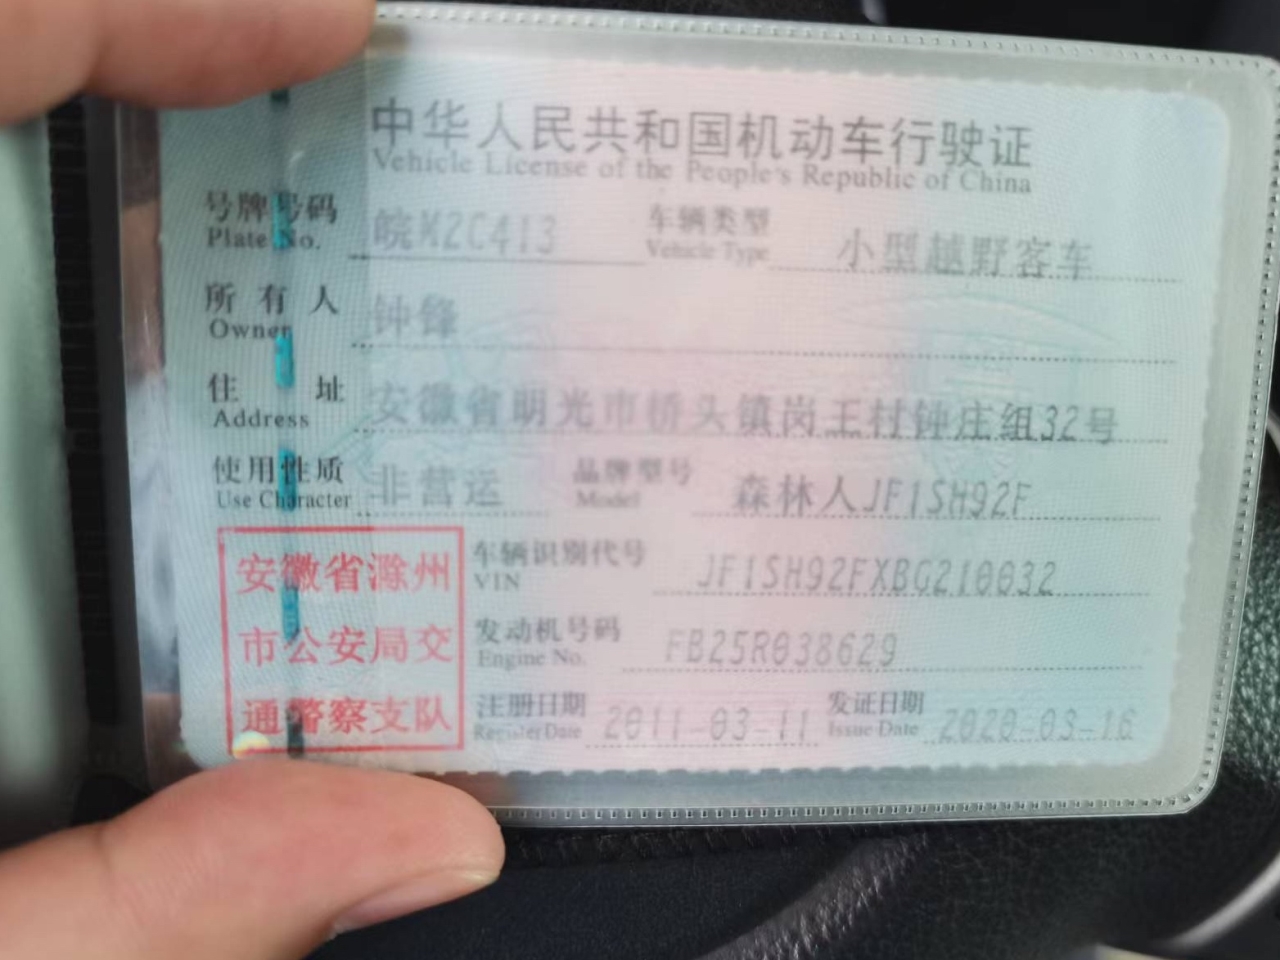 中华人民共和国机动车行驶证
Vehicle License of the People's Republic of China
号牌号码 皖M2C413 车辆类型 小型越野客车
Plate No. Vehicle Type
所有人 钟锋
Owner
住址 安徽省明光市桥头镇岗王村钟庄组32号
Address
使用性质 非营运 品牌型号 森林人JF1SH92F
Use Character Model
安徽省滁州
市公安局交
通警察支队
车辆识别代号 JF1SH92FXBG210032
VIN
发动机号码 FB25R038629
Engine No.
注册日期 2011-03-11 发证日期 2020-03-16
Register Date Issue Date